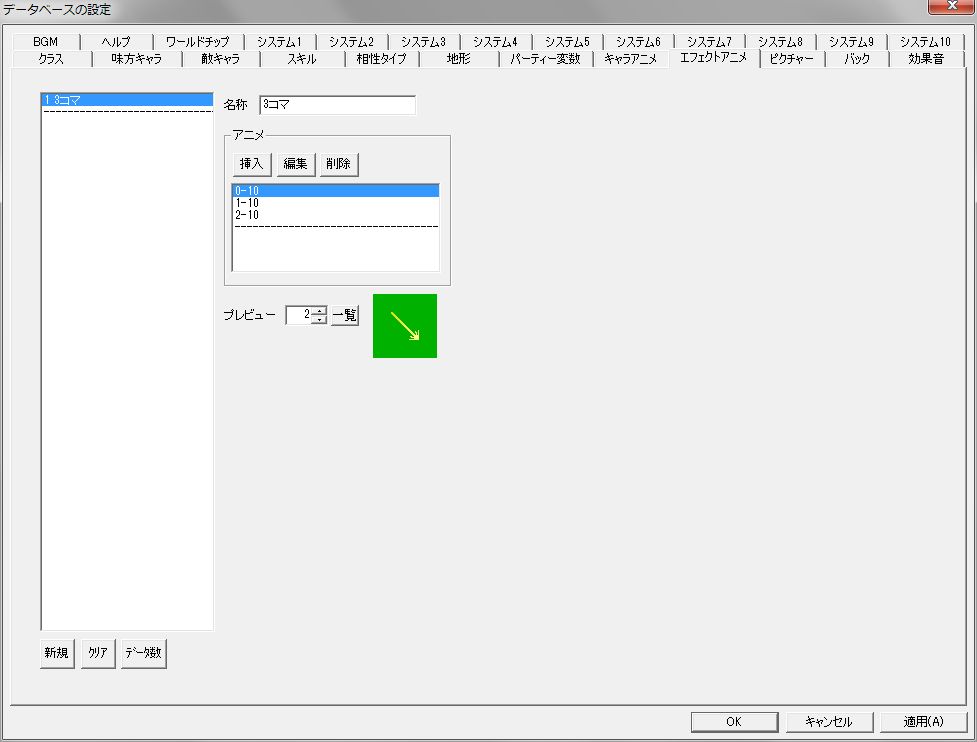 データベースの設定
BGM ヘルプ ワールドチップ システム1 システム2 システム3 システム4 システム5 システム6 システム7 システム8 システム9 システム10
クラス 味方キャラ 敵キャラ スキル 相性タイプ 地形 パーティー変数 キャラアニメ エフェクトアニメ ピクチャー バック 効果音
1 3コマ
名称 3コマ
アニメ
挿入 編集 削除
0-10
1-10
2-10
プレビュー 2 一覧
新規 クリア データ数
OK キャンセル 適用(A)